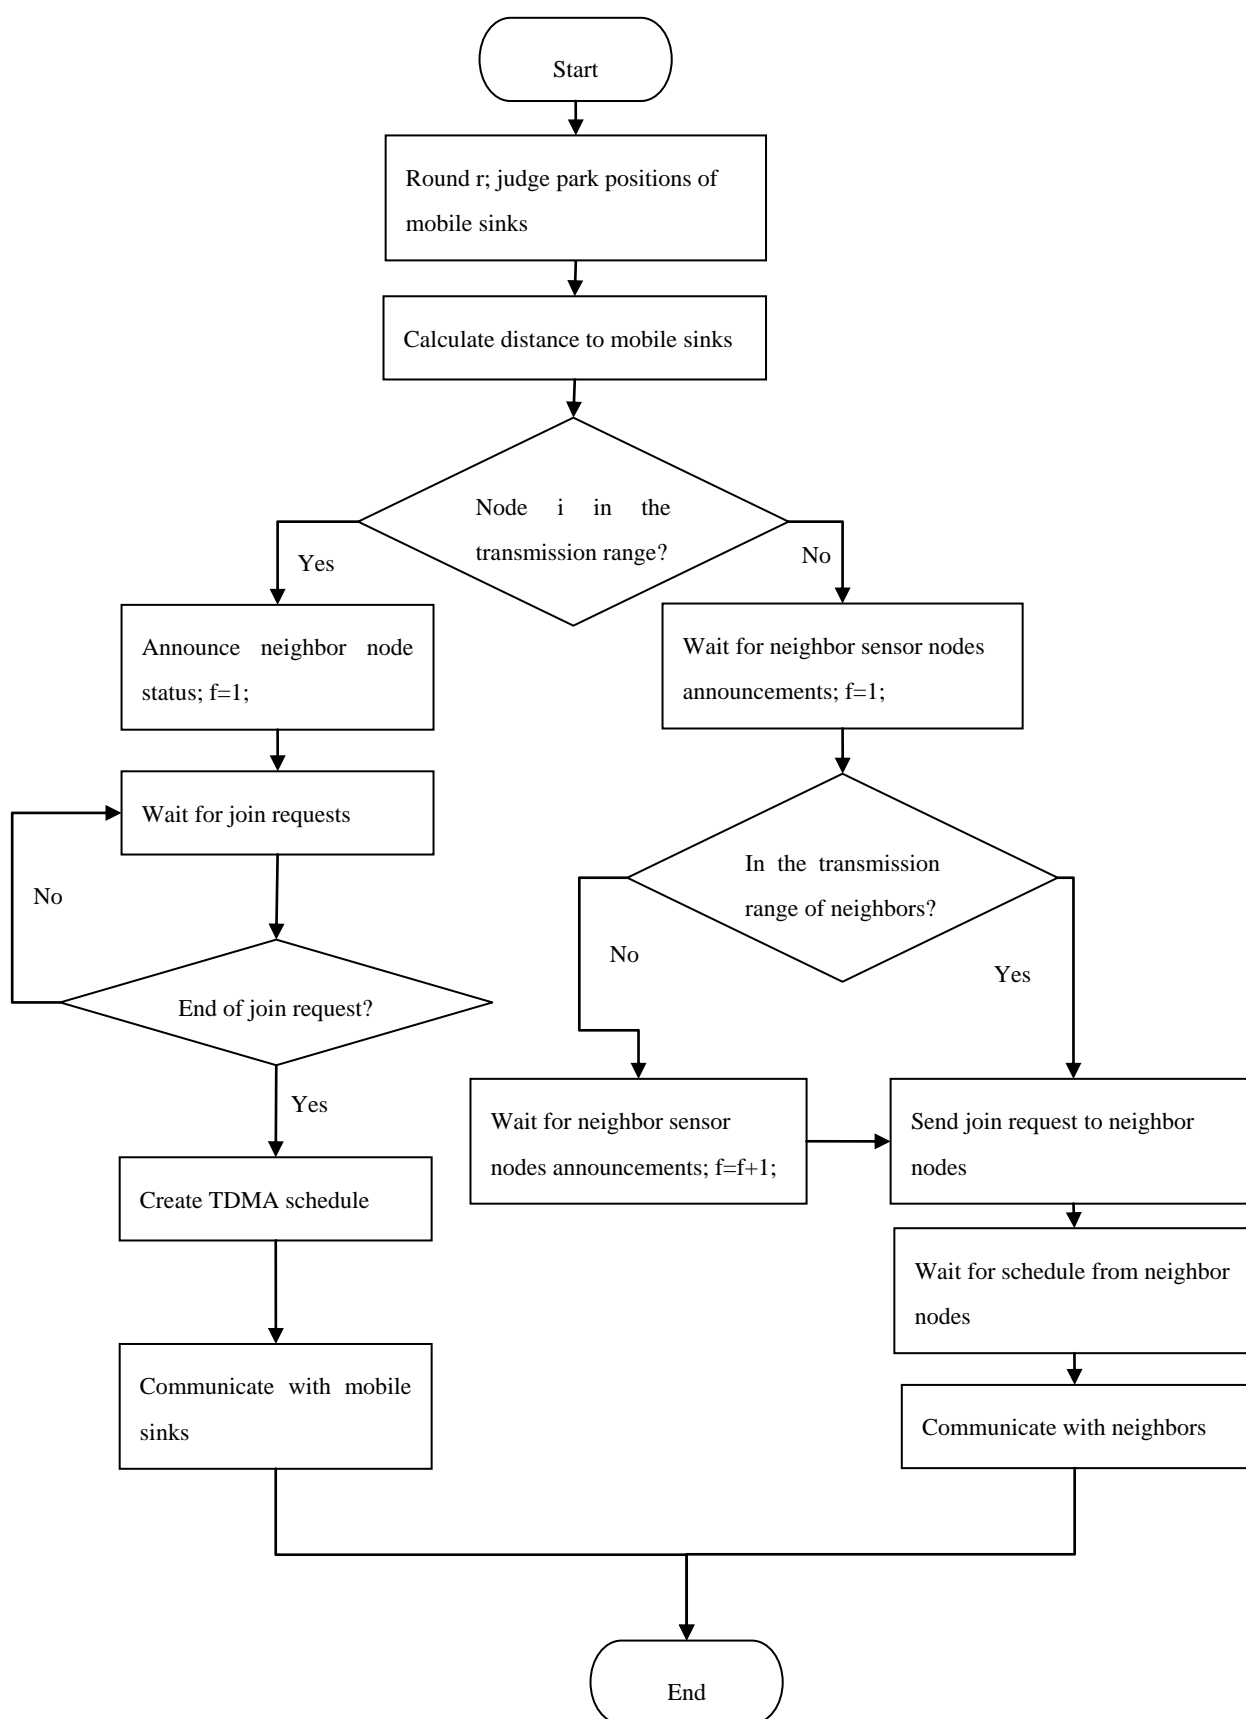 Start
Round r; judge park positions of
mobile sinks
Calculate distance to mobile sinks
Node i in the
transmission range?
Yes
No
Announce neighbor node
status; f=1;
Wait for neighbor sensor nodes
announcements; f=1;
Wait for join requests
In the transmission
range of neighbors?
No
No
Yes
End of join request?
Yes
Wait for neighbor sensor
nodes announcements; f=f+1;
Send join request to neighbor
nodes
Create TDMA schedule
Wait for schedule from neighbor
nodes
Communicate with mobile
sinks
Communicate with neighbors
End